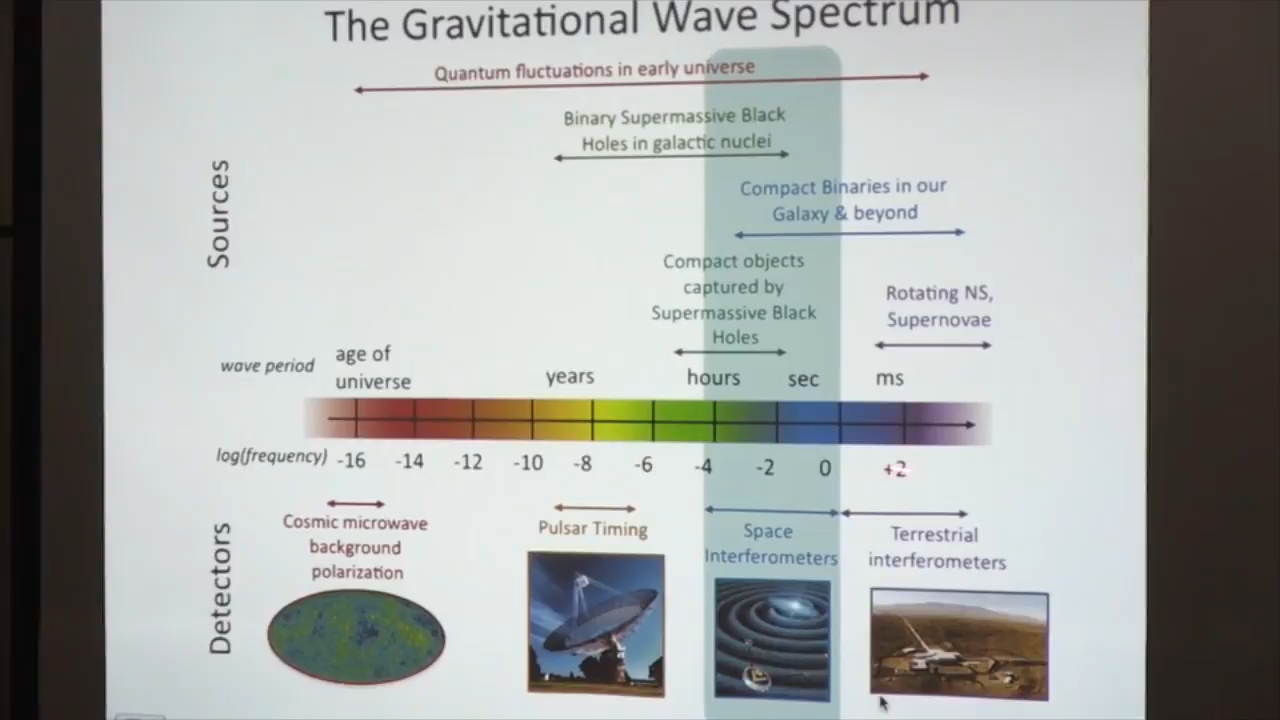 The Gravitational Wave Spectrum
Quantum fluctuations in early universe
Binary Supermassive Black
Holes in galactic nuclei
Sources
Compact Binaries in our
Galaxy & beyond
Compact objects
captured by
Supermassive Black
Holes
Rotating NS,
Supernovae
wave period
age of
universe
years
hours
sec
ms
log(frequency) -16 -14 -12 -10 -8 -6 -4 -2 0 +2
Detectors
Cosmic microwave
background
polarization
Pulsar Timing
Space
Interferometers
Terrestrial
interferometers